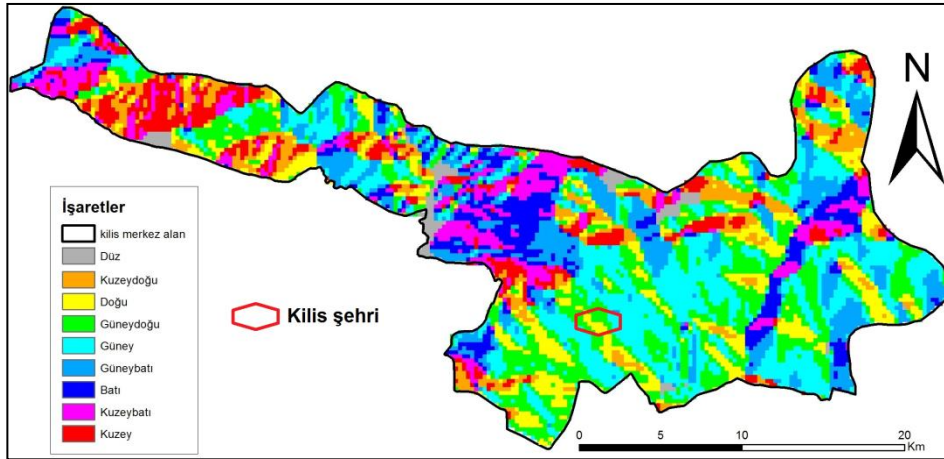 N
İşaretler
kilis merkez alan
Düz
Kuzeydoğu
Doğu
Güneydoğu
Güney
Güneybatı
Batı
Kuzeybatı
Kuzey
Kilis şehri
0 5 10 20
Km